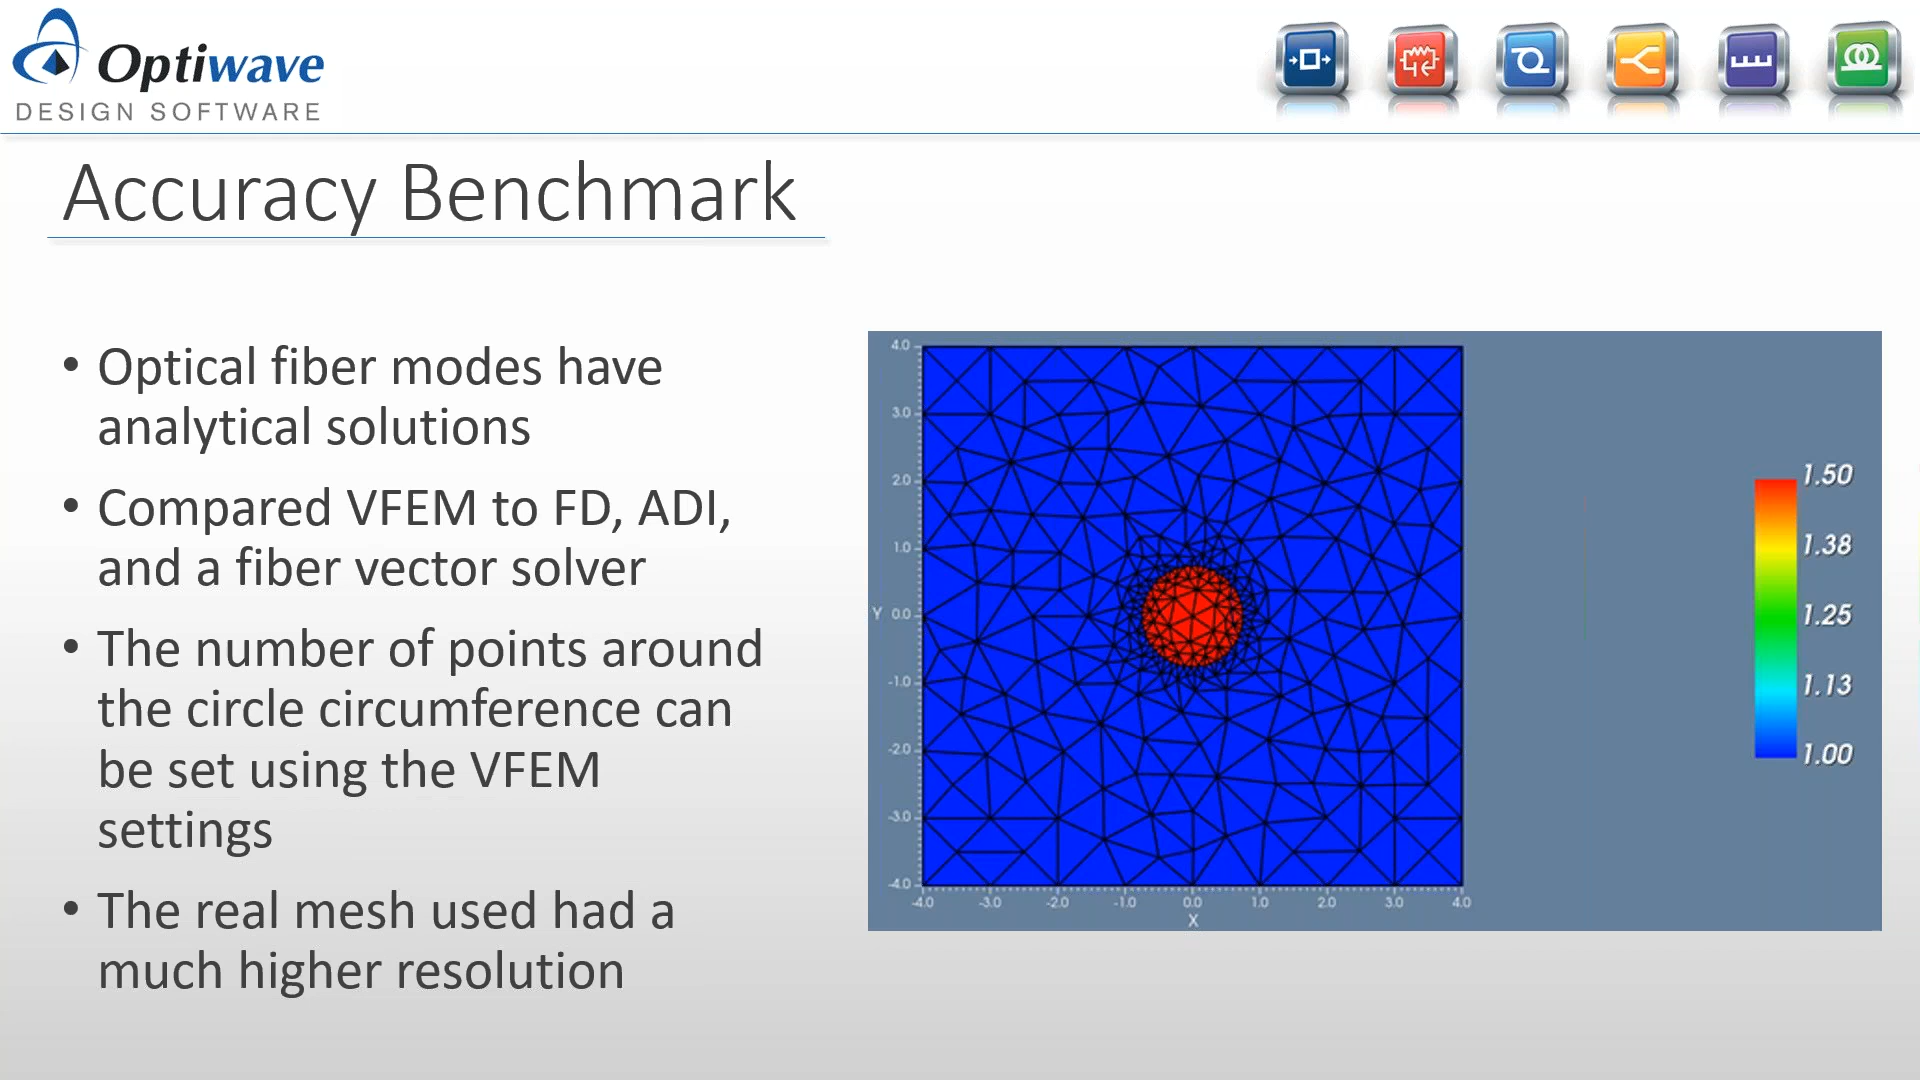 Optiwave
DESIGN SOFTWARE
Accuracy Benchmark
• Optical fiber modes have
analytical solutions
• Compared VFEM to FD, ADI,
and a fiber vector solver
• The number of points around
the circle circumference can
be set using the VFEM
settings
• The real mesh used had a
much higher resolution
4.0
3.0
2.0
1.0
Y 0.0
-1.0
-2.0
-3.0
-4.0
-4.0 -3.0 -2.0 -1.0 0.0 1.0 2.0 3.0 4.0
X
1.50
1.38
1.25
1.13
1.00